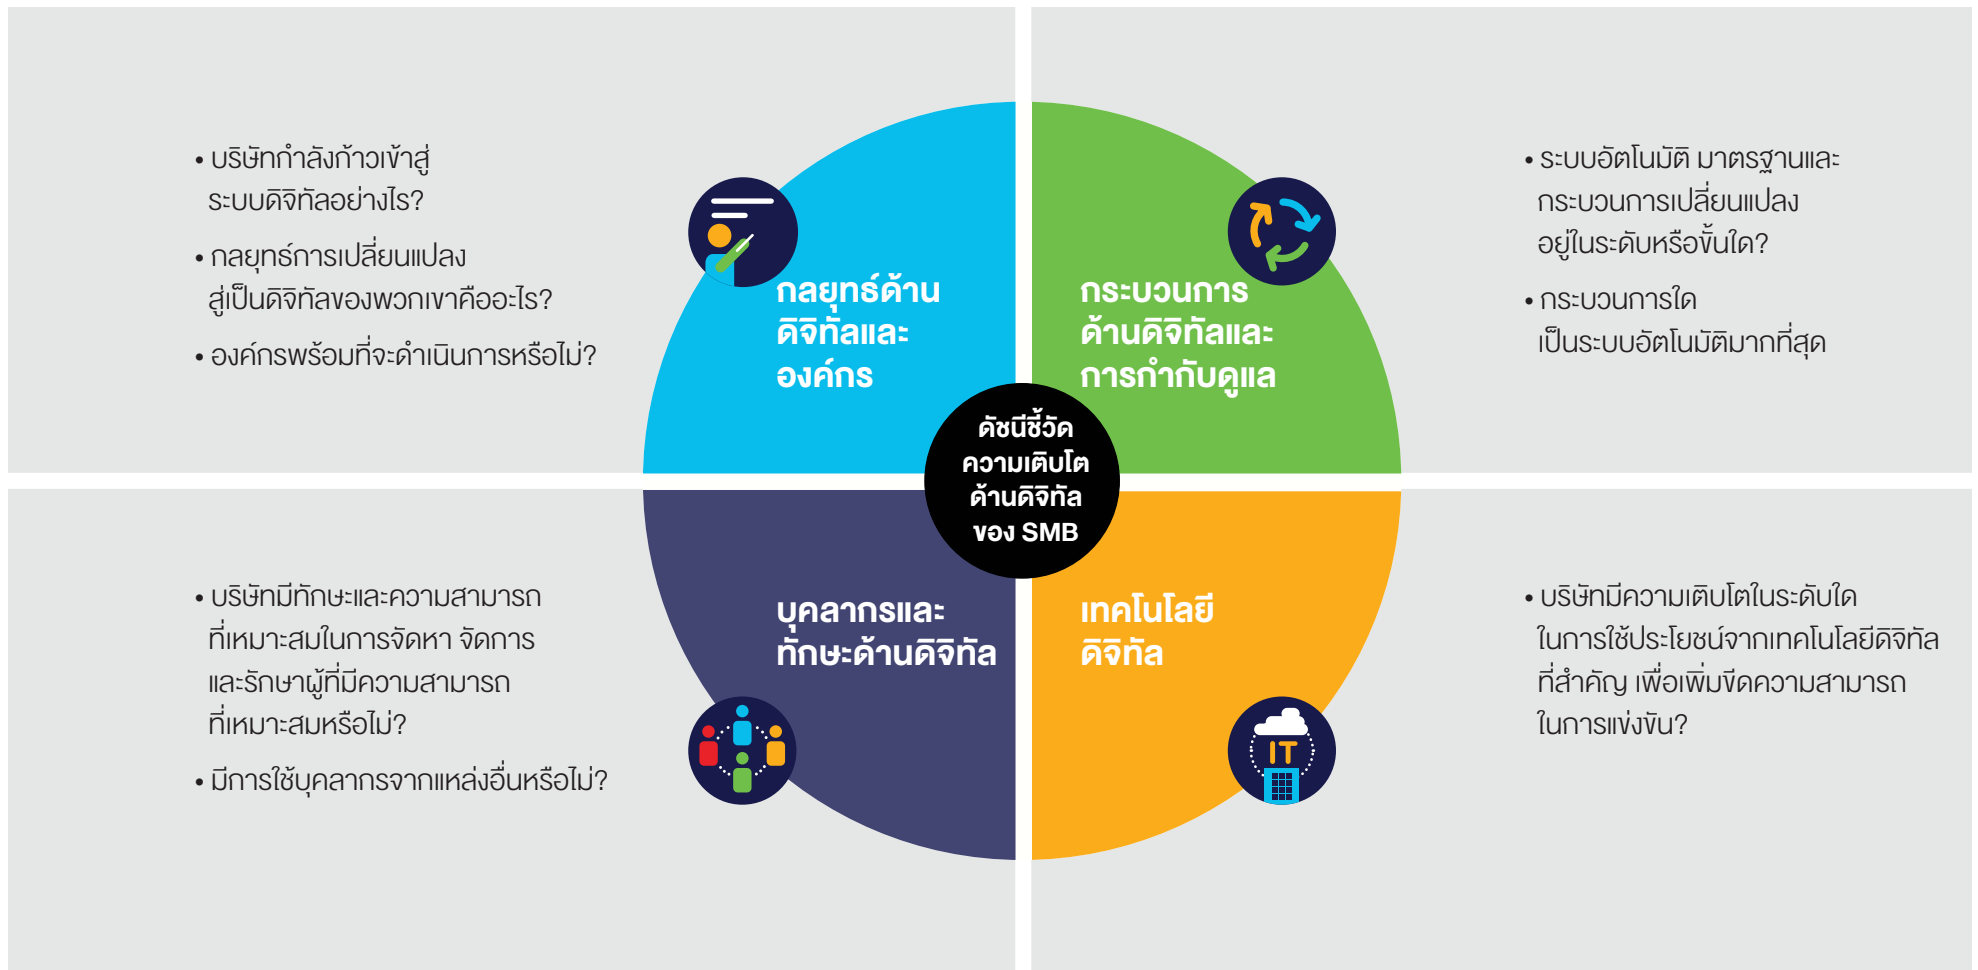 • บริษัทกำลังก้าวเข้าสู่
ระบบดิจิทัลอย่างไร?
• กลยุทธ์การเปลี่ยนแปลง
สู่เป็นดิจิทัลของพวกเขาคืออะไร?
• องค์กรพร้อมที่จะดำเนินการหรือไม่?
กลยุทธ์ด้าน
ดิจิทัลและ
องค์กร
กระบวนการ
ด้านดิจิทัลและ
การกำกับดูแล
• ระบบอัตโนมัติ มาตรฐานและ
กระบวนการเปลี่ยนแปลง
อยู่ในระดับหรือขั้นใด?
• กระบวนการใด
เป็นระบบอัตโนมัติมากที่สุด
ดัชนีชี้วัด
ความเติบโต
ด้านดิจิทัล
ของ SMB
• บริษัทมีทักษะและความสามารถ
ที่เหมาะสมในการจัดหา จัดการ
และรักษาผู้ที่มีความสามารถ
ที่เหมาะสมหรือไม่?
• มีการใช้บุคลากรจากแหล่งอื่นหรือไม่?
บุคลากรและ
ทักษะด้านดิจิทัล
เทคโนโลยี
ดิจิทัล
IT
• บริษัทมีความเติบโตในระดับใด
ในการใช้ประโยชน์จากเทคโนโลยีดิจิทัล
ที่สำคัญ เพื่อเพิ่มขีดความสามารถ
ในการแข่งขัน?